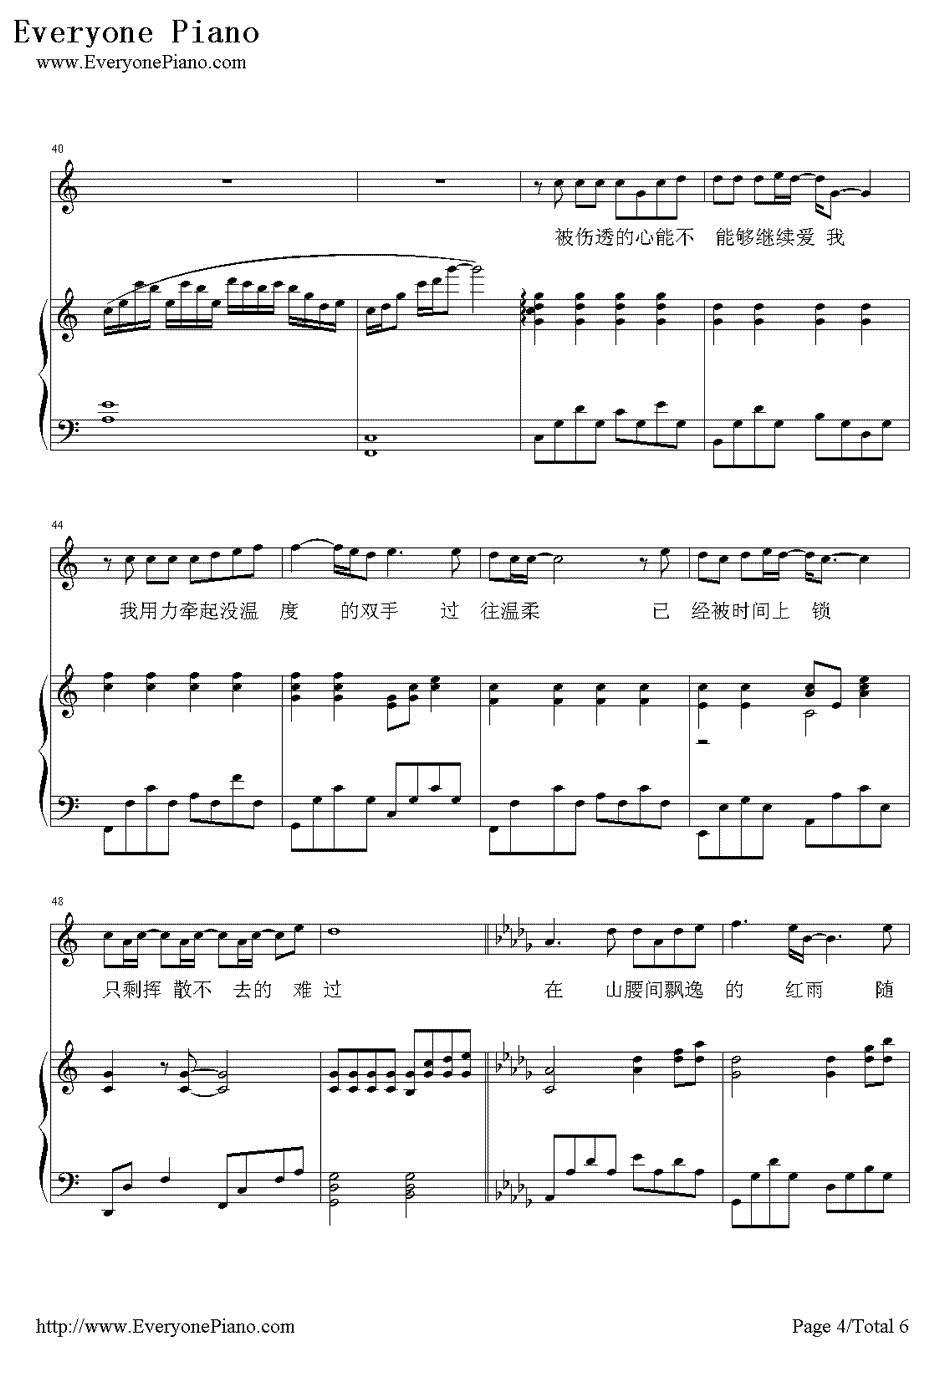 Everyone Piano
www.EveryonePiano.com
40
被伤透的心能不 能够继续爱 我
44
我用力牵起没温 度 的双手 过 往温柔 已 经被时间上 锁
48
只剩挥 散不 去的 难 过 在 山腰间飘逸 的 红雨 随
http://www.EveryonePiano.com Page 4/Total 6